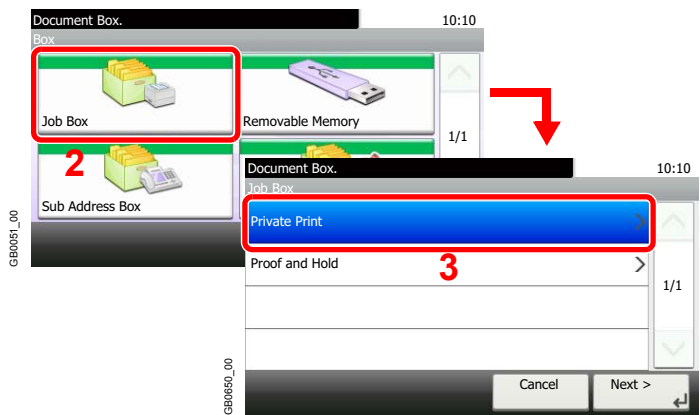 Document Box.
10:10
Box
Job Box
Removable Memory
1/1
2
Sub Address Box
GB0051_00
Document Box.
10:10
Job Box
Private Print
Proof and Hold
3
1/1
GB0650_00
Cancel
Next >